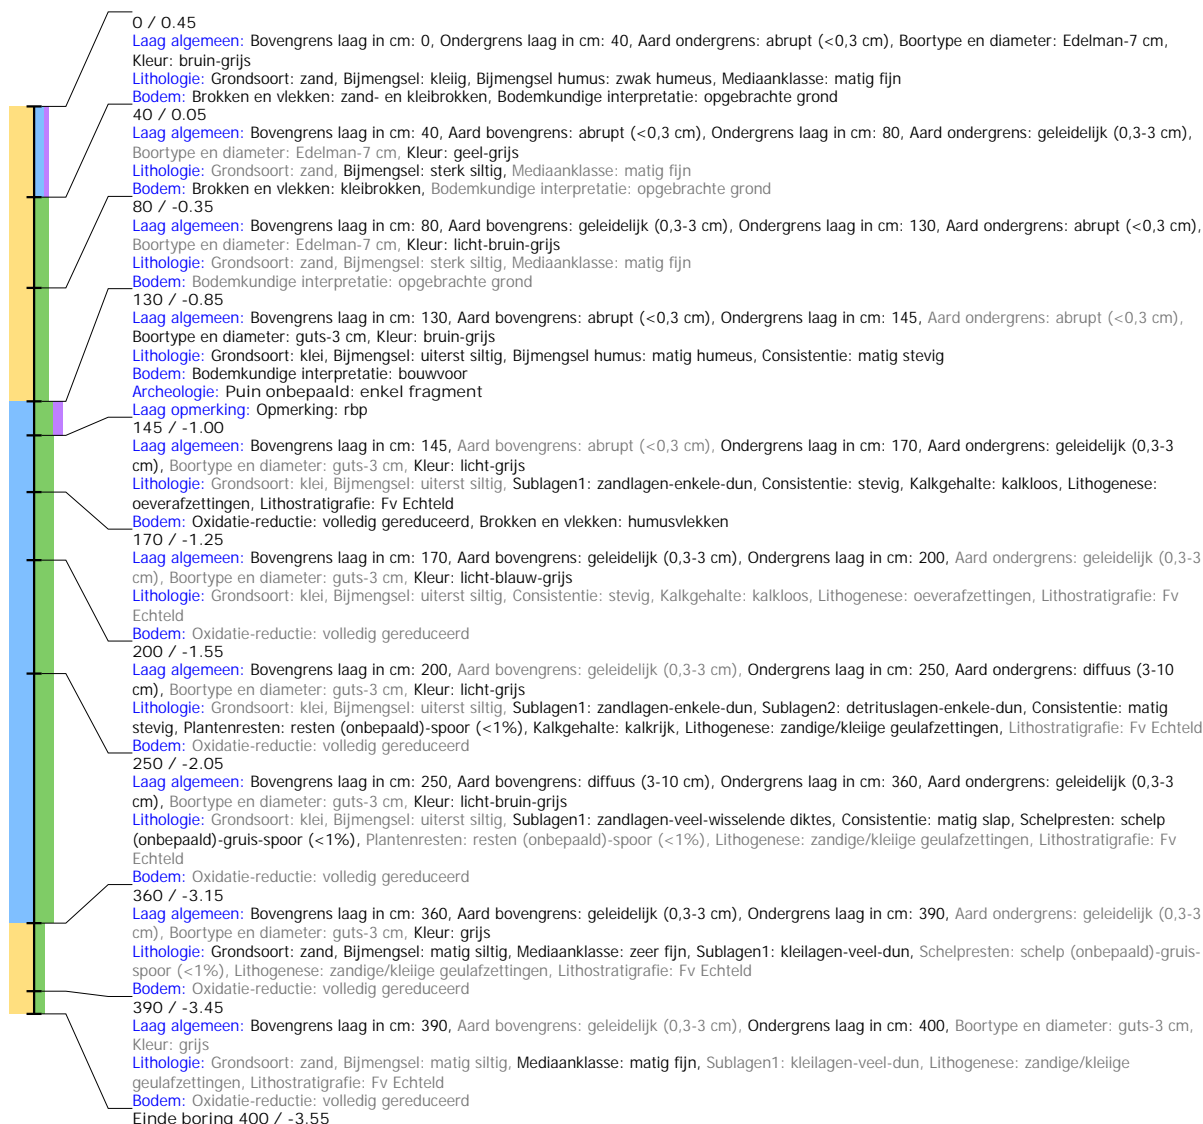 0 / 0.45
Laag algemeen: Bovengrens laag in cm: 0, Ondergrens laag in cm: 40, Aard ondergrens: abrupt (<0,3 cm), Boortype en diameter: Edelman-7 cm,
Kleur: bruin-grijs
Lithologie: Grondsoort: zand, Bijmengsel: kleiig, Bijmengsel humus: zwak humeus, Mediaanklasse: matig fijn
Bodem: Brokken en vlekken: zand- en kleibrokken, Bodemkundige interpretatie: opgebrachte grond
40 / 0.05
Laag algemeen: Bovengrens laag in cm: 40, Aard bovengrens: abrupt (<0,3 cm), Ondergrens laag in cm: 80, Aard ondergrens: geleidelijk (0,3-3 cm),
Boortype en diameter: Edelman-7 cm, Kleur: geel-grijs
Lithologie: Grondsoort: zand, Bijmengsel: sterk siltig, Mediaanklasse: matig fijn
Bodem: Brokken en vlekken: kleibrokken, Bodemkundige interpretatie: opgebrachte grond
80 / -0.35
Laag algemeen: Bovengrens laag in cm: 80, Aard bovengrens: geleidelijk (0,3-3 cm), Ondergrens laag in cm: 130, Aard ondergrens: abrupt (<0,3 cm),
Boortype en diameter: Edelman-7 cm, Kleur: licht-bruin-grijs
Lithologie: Grondsoort: zand, Bijmengsel: sterk siltig, Mediaanklasse: matig fijn
Bodem: Bodemkundige interpretatie: opgebrachte grond
130 / -0.85
Laag algemeen: Bovengrens laag in cm: 130, Aard bovengrens: abrupt (<0,3 cm), Ondergrens laag in cm: 145, Aard ondergrens: abrupt (<0,3 cm),
Boortype en diameter: guts-3 cm, Kleur: bruin-grijs
Lithologie: Grondsoort: klei, Bijmengsel: uiterst siltig, Bijmengsel humus: matig humeus, Consistentie: matig stevig
Bodem: Bodemkundige interpretatie: bouwvoor
Archeologie: Puin onbepaald: enkel fragment
Laag opmerking: Opmerking: rbp
145 / -1.00
Laag algemeen: Bovengrens laag in cm: 145, Aard bovengrens: abrupt (<0,3 cm), Ondergrens laag in cm: 170, Aard ondergrens: geleidelijk (0,3-3
cm), Boortype en diameter: guts-3 cm, Kleur: licht-grijs
Lithologie: Grondsoort: klei, Bijmengsel: uiterst siltig, Sublagen1: zandlagen-enkele-dun, Consistentie: stevig, Kalkgehalte: kalkloos, Lithogenese:
oeverafzettingen, Lithostratigrafie: Fv Echteld
Bodem: Oxidatie-reductie: volledig gereduceerd, Brokken en vlekken: humusvlekken
170 / -1.25
Laag algemeen: Bovengrens laag in cm: 170, Aard bovengrens: geleidelijk (0,3-3 cm), Ondergrens laag in cm: 200, Aard ondergrens: geleidelijk (0,3-3
cm), Boortype en diameter: guts-3 cm, Kleur: licht-blauw-grijs
Lithologie: Grondsoort: klei, Bijmengsel: uiterst siltig, Consistentie: stevig, Kalkgehalte: kalkloos, Lithogenese: oeverafzettingen, Lithostratigrafie: Fv
Echteld
Bodem: Oxidatie-reductie: volledig gereduceerd
200 / -1.55
Laag algemeen: Bovengrens laag in cm: 200, Aard bovengrens: geleidelijk (0,3-3 cm), Ondergrens laag in cm: 250, Aard ondergrens: diffuus (3-10
cm), Boortype en diameter: guts-3 cm, Kleur: licht-grijs
Lithologie: Grondsoort: klei, Bijmengsel: uiterst siltig, Sublagen1: zandlagen-enkele-dun, Sublagen2: detrituslagen-enkele-dun, Consistentie: matig
stevig, Plantenresten: resten (onbepaald)-spoor (<1%), Kalkgehalte: kalkrijk, Lithogenese: zandige/kleiige geulafzettingen, Lithostratigrafie: Fv Echteld
Bodem: Oxidatie-reductie: volledig gereduceerd
250 / -2.05
Laag algemeen: Bovengrens laag in cm: 250, Aard bovengrens: diffuus (3-10 cm), Ondergrens laag in cm: 360, Aard ondergrens: geleidelijk (0,3-3
cm), Boortype en diameter: guts-3 cm, Kleur: licht-bruin-grijs
Lithologie: Grondsoort: klei, Bijmengsel: uiterst siltig, Sublagen1: zandlagen-veel-wisselende diktes, Consistentie: matig slap, Schelpresten: schelp
(onbepaald)-gruis-spoor (<1%), Plantenresten: resten (onbepaald)-spoor (<1%), Lithogenese: zandige/kleiige geulafzettingen, Lithostratigrafie: Fv
Echteld
Bodem: Oxidatie-reductie: volledig gereduceerd
360 / -3.15
Laag algemeen: Bovengrens laag in cm: 360, Aard bovengrens: geleidelijk (0,3-3 cm), Ondergrens laag in cm: 390, Aard ondergrens: geleidelijk (0,3-3
cm), Boortype en diameter: guts-3 cm, Kleur: grijs
Lithologie: Grondsoort: zand, Bijmengsel: matig siltig, Mediaanklasse: zeer fijn, Sublagen1: kleilagen-veel-dun, Schelpresten: schelp (onbepaald)-gruis-
spoor (<1%), Lithogenese: zandige/kleiige geulafzettingen, Lithostratigrafie: Fv Echteld
Bodem: Oxidatie-reductie: volledig gereduceerd
390 / -3.45
Laag algemeen: Bovengrens laag in cm: 390, Aard bovengrens: geleidelijk (0,3-3 cm), Ondergrens laag in cm: 400, Boortype en diameter: guts-3 cm,
Kleur: grijs
Lithologie: Grondsoort: zand, Bijmengsel: matig siltig, Mediaanklasse: matig fijn, Sublagen1: kleilagen-veel-dun, Lithogenese: zandige/kleiige
geulafzettingen, Lithostratigrafie: Fv Echteld
Bodem: Oxidatie-reductie: volledig gereduceerd
Einde boring 400 / -3.55